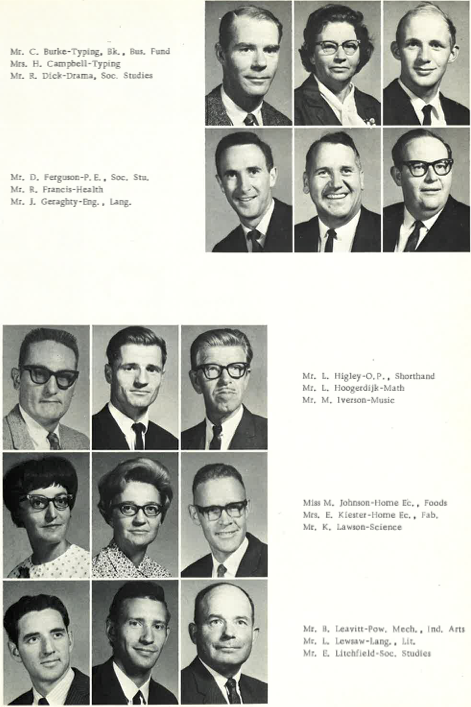 Mr. C. Burke-Typing, Bk., Bus. Fund
Mrs. H. Campbell-Typing
Mr. R. Dick-Drama, Soc. Studies
Mr. D. Ferguson-P.E., Soc. Stu.
Mr. R. Francis-Health
Mr. J. Geraghty-Eng., Lang.
Mr. L. Higley-O.P., Shorthand
Mr. L. Hoogerdijk-Math
Mr. M. Iverson-Music
Miss M. Johnson-Home Ec., Foods
Mrs. E. Kiester-Home Ec., Fab.
Mr. K. Lawson-Science
Mr. B. Leavitt-Pow. Mech., Ind. Arts
Mr. L. Lewsaw-Lang., Lit.
Mr. E. Litchfield-Soc. Studies